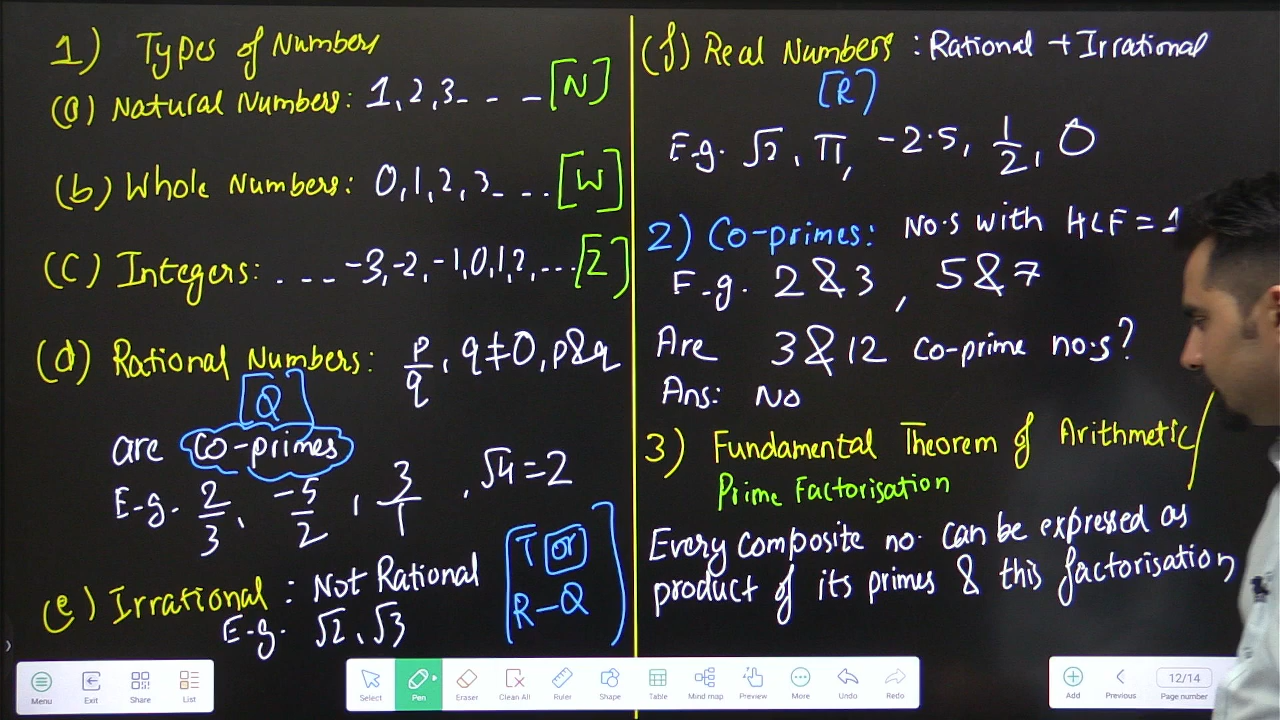 1) Types of Numbers
(a) Natural Numbers: 1, 2, 3- - - [N]
(b) Whole Numbers: 0, 1, 2, 3- - .. [W]
(C) Integers: . - - - -3, -2, -1, 0, 1, 2, ... [Z]
(d) Rational Numbers: p/q, q≠0, p&q
[Q]
are co-primes
E.g. 2/3, -5/2, 3/1, √4=2
(e) Irrational : Not Rational [T or
E.g. √2, √3 R-Q]
(f) Real Numbers : Rational + Irrational
[R]
E.g. √2, π, -2.5, 1/2, 0
2) Co-primes: No.s with HCF = 1
E.g. 2&3, 5&7
Are 3&12 co-prime no.s?
Ans: No
3) Fundamental Theorem of Arithmetic/
Prime Factorisation
Every composite no. can be expressed as
product of its primes & this factorisation
Menu
Exit
Share
List
Select
Pen
Eraser
Clean All
Ruler
Shape
Table
Mind map
Preview
More
Undo
Redo
Add
Previous
12/14
Page number